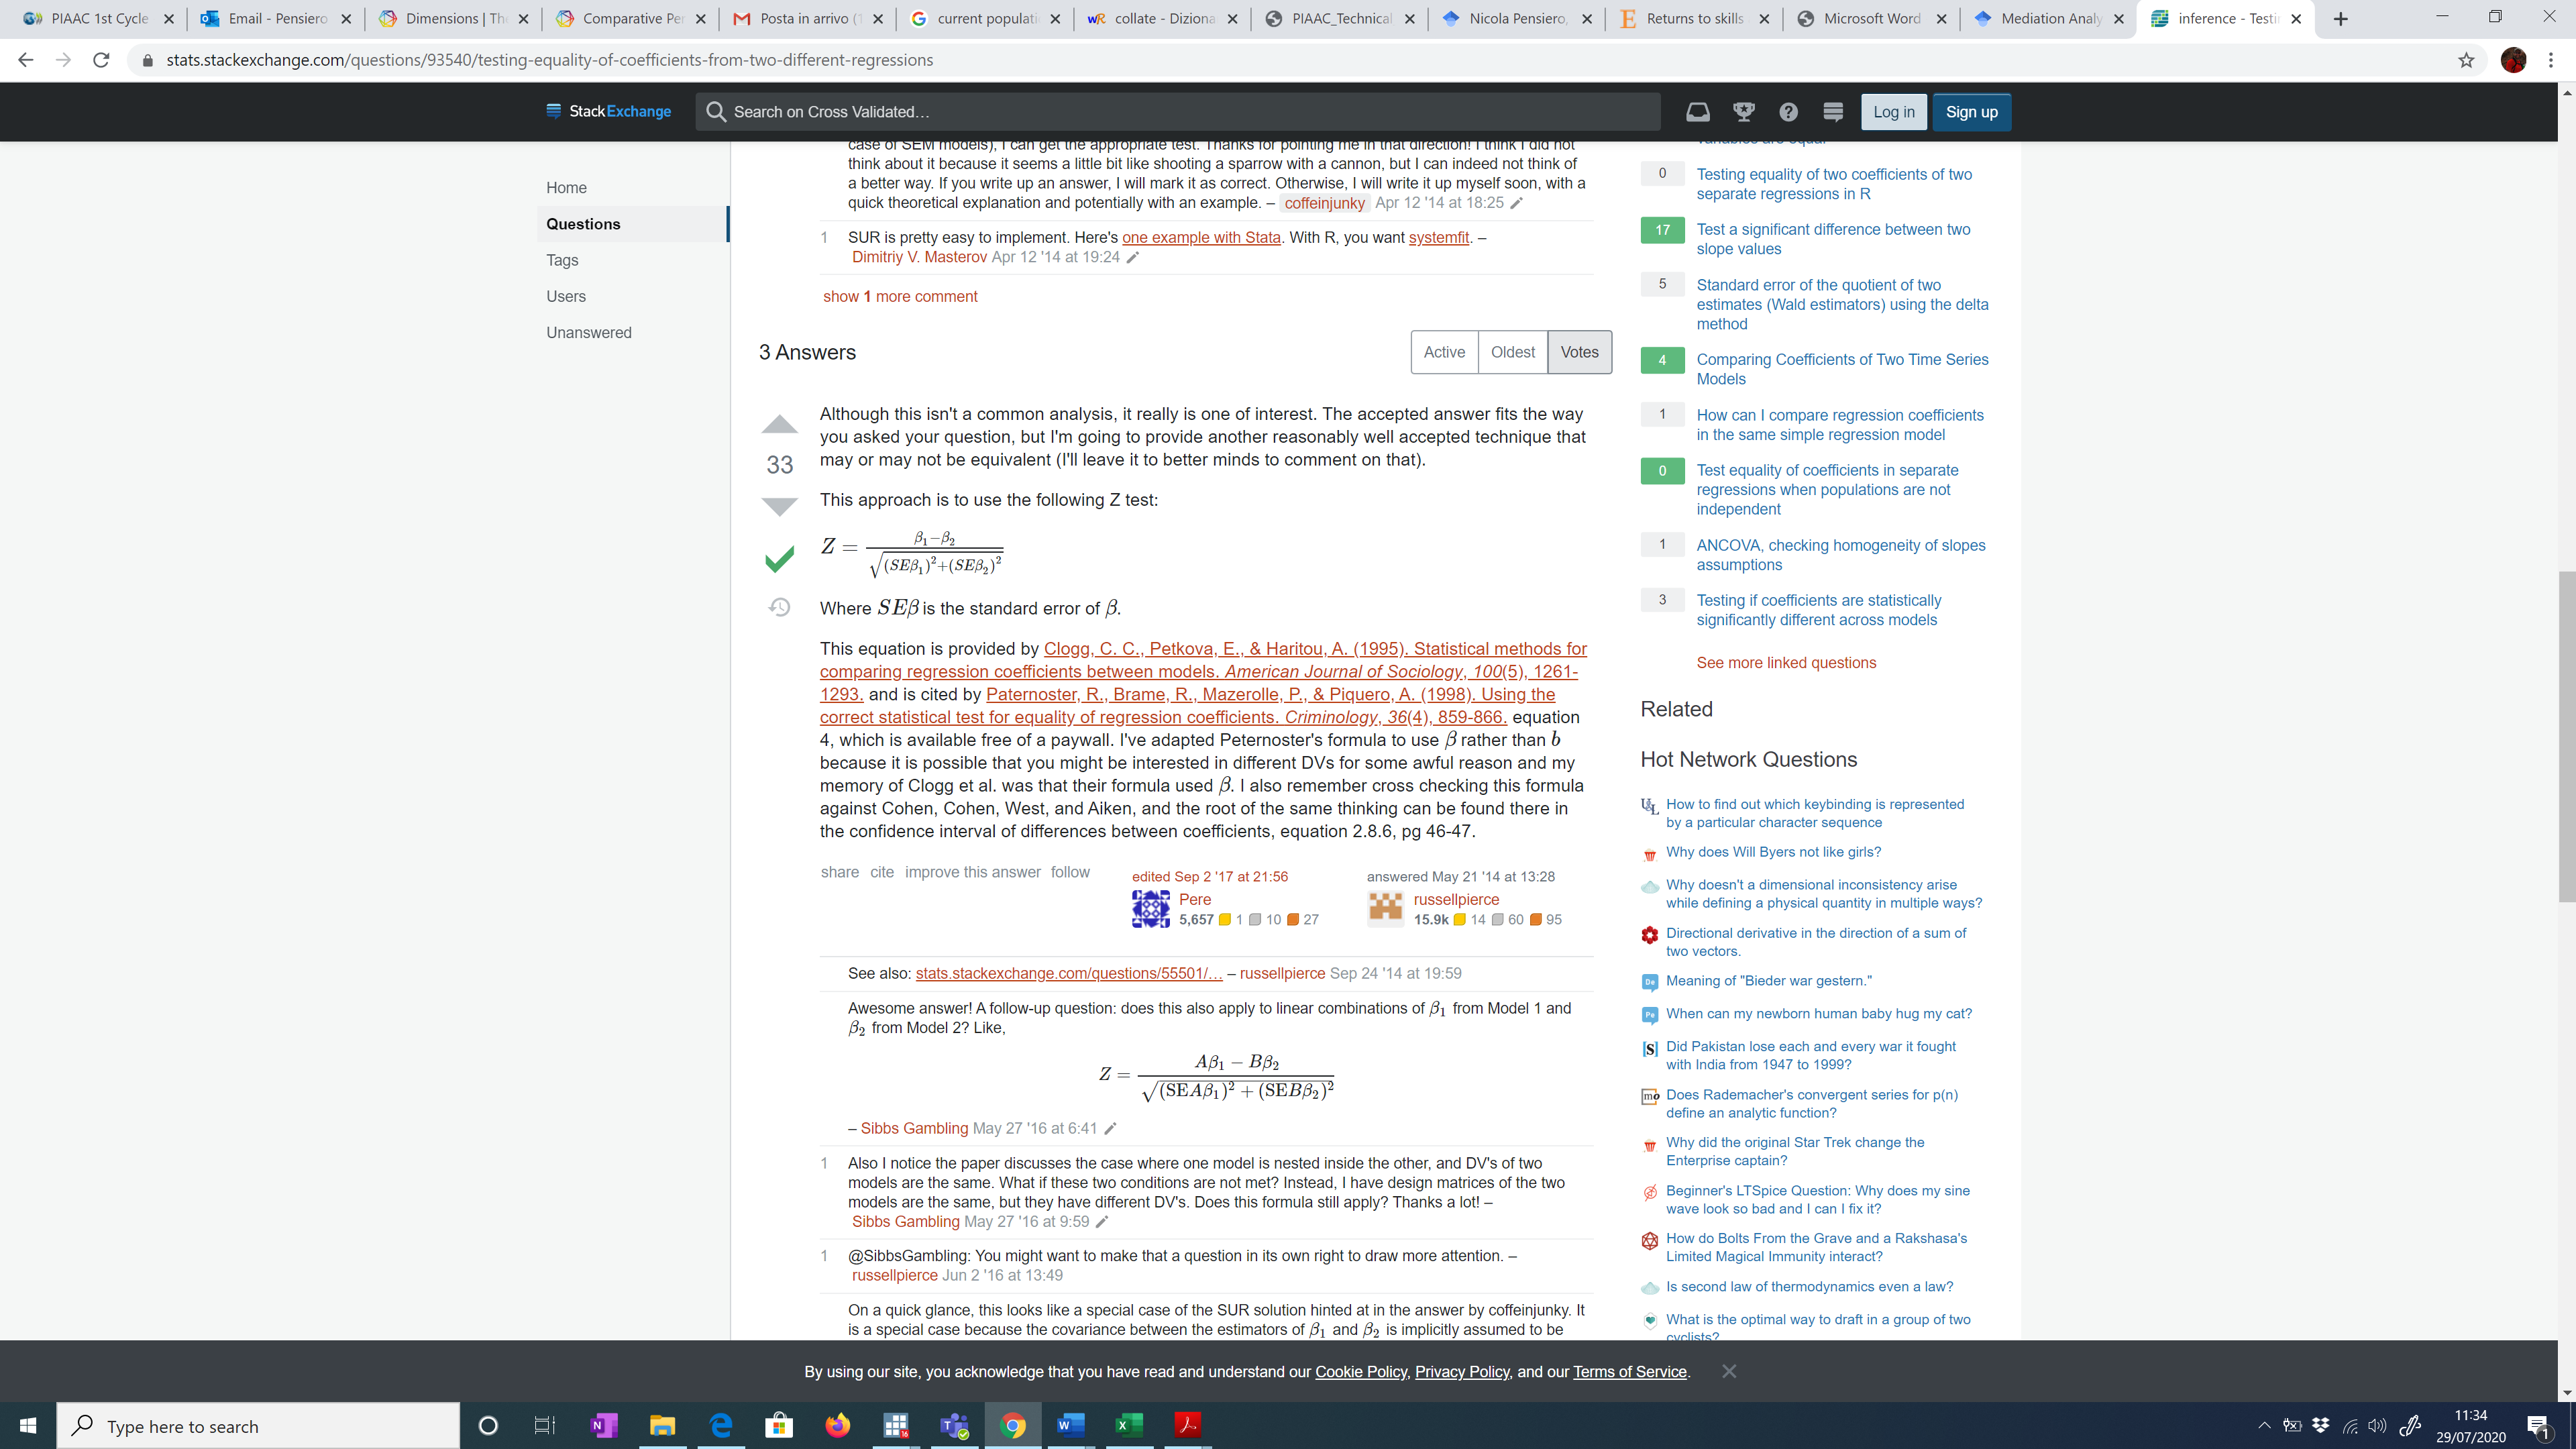 PIAAC 1st Cycle
Email - Pensiero
Dimensions | The
Comparative Per
Posta in arrivo (1
current populati
collate - Diziona
PIAAC_Technical
Nicola Pensiero,
Returns to skills
Microsoft Word
Mediation Analy
inference - Testi
stats.stackexchange.com/questions/93540/testing-equality-of-coefficients-from-two-different-regressions
StackExchange
Search on Cross Validated…
Log in
Sign up
Home
Questions
Tags
Users
Unanswered
case of SEM models), I can get the appropriate test. Thanks for pointing me in that direction! I think I did not
think about it because it seems a little bit like shooting a sparrow with a cannon, but I can indeed not think of
a better way. If you write up an answer, I will mark it as correct. Otherwise, I will write it up myself soon, with a
quick theoretical explanation and potentially with an example. – coffeinjunky Apr 12 '14 at 18:25
1 SUR is pretty easy to implement. Here's one example with Stata. With R, you want systemfit. –
Dimitriy V. Masterov Apr 12 '14 at 19:24
show 1 more comment
3 Answers
Active Oldest Votes
33
Although this isn't a common analysis, it really is one of interest. The accepted answer fits the way
you asked your question, but I'm going to provide another reasonably well accepted technique that
may or may not be equivalent (I'll leave it to better minds to comment on that).
This approach is to use the following Z test:
Z = β1−β2 / √(SEβ1)²+(SEβ2)²
Where SEβ is the standard error of β.
This equation is provided by Clogg, C. C., Petkova, E., & Haritou, A. (1995). Statistical methods for
comparing regression coefficients between models. American Journal of Sociology, 100(5), 1261-
1293. and is cited by Paternoster, R., Brame, R., Mazerolle, P., & Piquero, A. (1998). Using the
correct statistical test for equality of regression coefficients. Criminology, 36(4), 859-866. equation
4, which is available free of a paywall. I've adapted Peternoster's formula to use β rather than b
because it is possible that you might be interested in different DVs for some awful reason and my
memory of Clogg et al. was that their formula used β. I also remember cross checking this formula
against Cohen, Cohen, West, and Aiken, and the root of the same thinking can be found there in
the confidence interval of differences between coefficients, equation 2.8.6, pg 46-47.
share cite improve this answer follow
edited Sep 2 '17 at 21:56
Pere
5,657 1 10 27
answered May 21 '14 at 13:28
russellpierce
15.9k 14 60 95
See also: stats.stackexchange.com/questions/55501/… – russellpierce Sep 24 '14 at 19:59
Awesome answer! A follow-up question: does this also apply to linear combinations of β1 from Model 1 and
β2 from Model 2? Like,
Z = Aβ1 − Bβ2 / √(SEAβ1)² + (SEBβ2)²
– Sibbs Gambling May 27 '16 at 6:41
1 Also I notice the paper discusses the case where one model is nested inside the other, and DV's of two
models are the same. What if these two conditions are not met? Instead, I have design matrices of the two
models are the same, but they have different DV's. Does this formula still apply? Thanks a lot! –
Sibbs Gambling May 27 '16 at 9:59
1 @SibbsGambling: You might want to make that a question in its own right to draw more attention. –
russellpierce Jun 2 '16 at 13:49
On a quick glance, this looks like a special case of the SUR solution hinted at in the answer by coffeinjunky. It
is a special case because the covariance between the estimators of β1 and β2 is implicitly assumed to be
variables are equal
0 Testing equality of two coefficients of two
separate regressions in R
17 Test a significant difference between two
slope values
5 Standard error of the quotient of two
estimates (Wald estimators) using the delta
method
4 Comparing Coefficients of Two Time Series
Models
1 How can I compare regression coefficients
in the same simple regression model
0 Test equality of coefficients in separate
regressions when populations are not
independent
1 ANCOVA, checking homogeneity of slopes
assumptions
3 Testing if coefficients are statistically
significantly different across models
See more linked questions
Related
Hot Network Questions
How to find out which keybinding is represented
by a particular character sequence
Why does Will Byers not like girls?
Why doesn't a dimensional inconsistency arise
while defining a physical quantity in multiple ways?
Directional derivative in the direction of a sum of
two vectors.
Meaning of "Bieder war gestern."
When can my newborn human baby hug my cat?
Did Pakistan lose each and every war it fought
with India from 1947 to 1999?
Does Rademacher's convergent series for p(n)
define an analytic function?
Why did the original Star Trek change the
Enterprise captain?
Beginner's LTSpice Question: Why does my sine
wave look so bad and I can I fix it?
How do Bolts From the Grave and a Rakshasa's
Limited Magical Immunity interact?
Is second law of thermodynamics even a law?
What is the optimal way to draft in a group of two
cyclists?
By using our site, you acknowledge that you have read and understand our Cookie Policy, Privacy Policy, and our Terms of Service.
Type here to search
11:34
29/07/2020
1